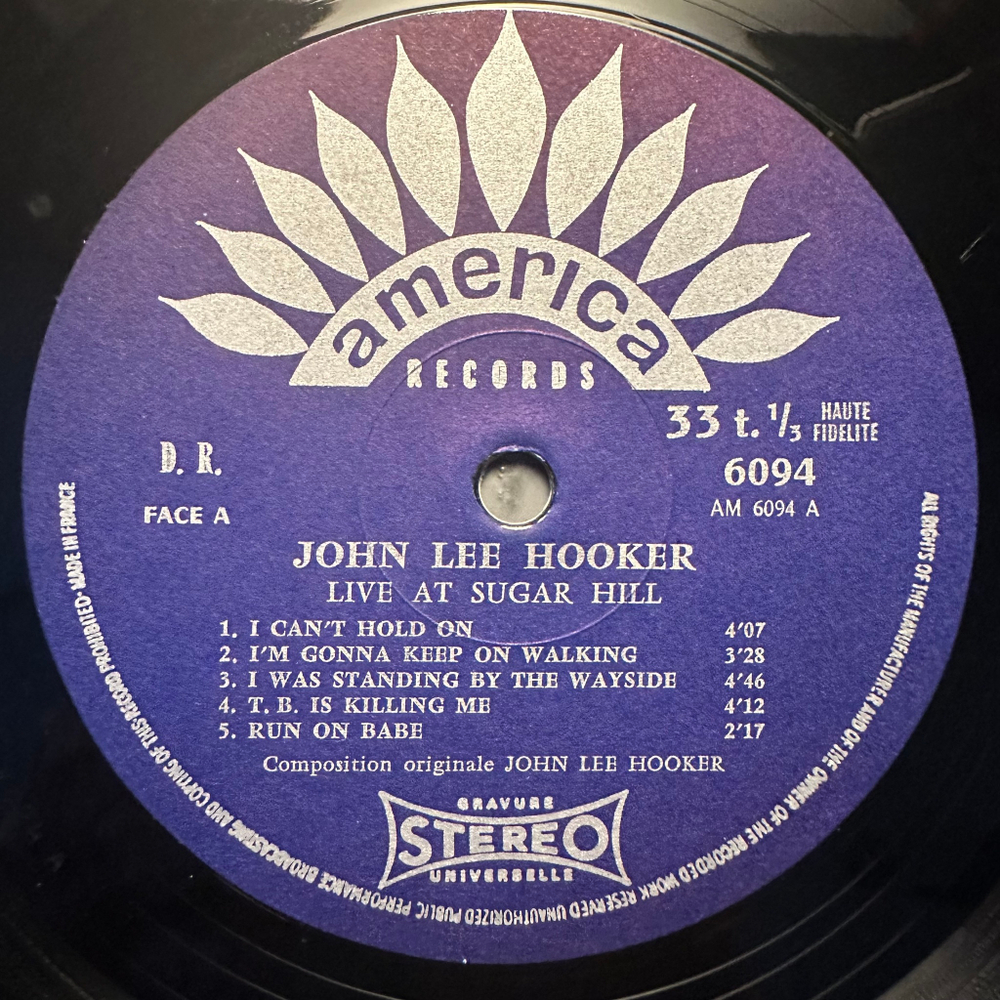 america
RECORDS
33 t. 1/3 HAUTE FIDELITE
D. R.
6094
FACE A
AM 6094 A
JOHN LEE HOOKER
LIVE AT SUGAR HILL
1. I CAN'T HOLD ON 4'07
2. I'M GONNA KEEP ON WALKING 3'28
3. I WAS STANDING BY THE WAYSIDE 4'46
4. T. B. IS KILLING ME 4'12
5. RUN ON BABE 2'17
Composition originale JOHN LEE HOOKER
GRAVURE
STEREO
UNIVERSELLE
ALL RIGHTS OF THE MANUFACTURER AND OF THE OWNER OF THE RECORDED WORK RESERVED UNAUTHORIZED PUBLIC PERFORMANCE BROADCASTING AND COPYING OF THIS RECORD PROHIBITED - MADE IN FRANCE